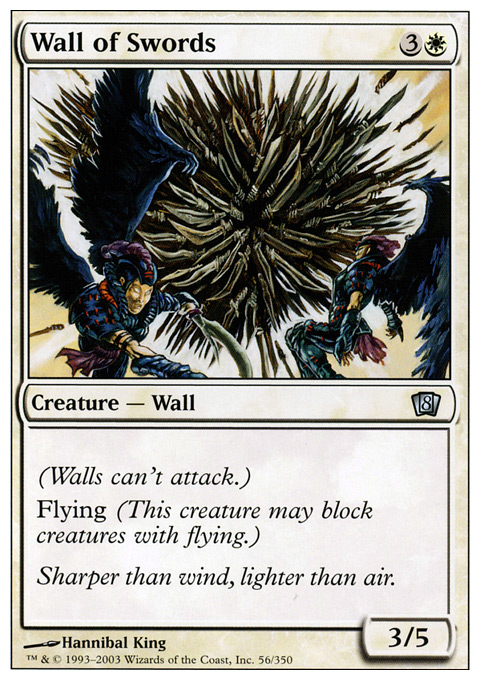 Wall of Swords 3
Creature — Wall 8
(Walls can't attack.)
Flying (This creature may block
creatures with flying.)
Sharper than wind, lighter than air.
Hannibal King
3/5
™ & © 1993–2003 Wizards of the Coast, Inc. 56/350